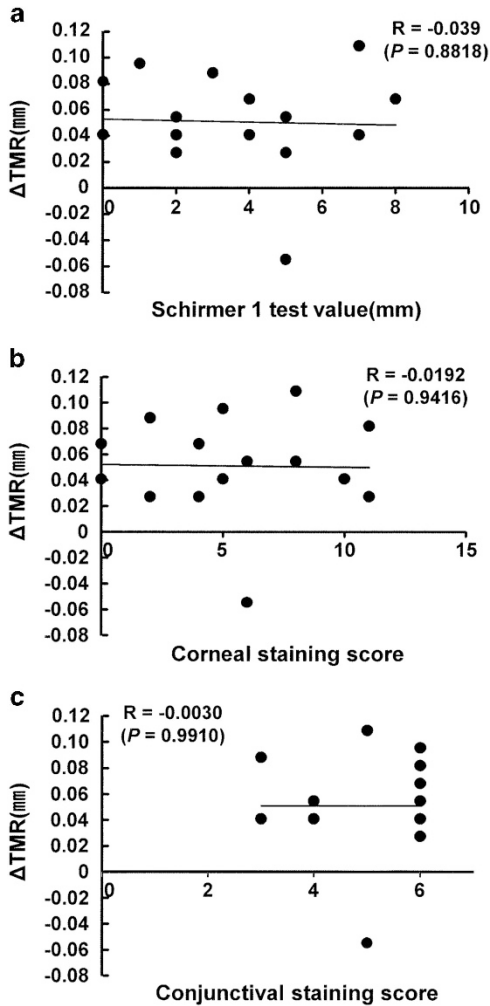 a
R = -0.039
(P = 0.8818)
0.12
0.10
0.08
0.06
0.04
0.02
0
-0.02
-0.04
-0.06
-0.08
0 2 4 6 8 10
ΔTMR(㎜)
Schirmer 1 test value(mm)
b
R = -0.0192
(P = 0.9416)
0.12
0.10
0.08
0.06
0.04
0.02
0
-0.02
-0.04
-0.06
-0.08
0 5 10 15
ΔTMR(㎜)
Corneal staining score
c
R = -0.0030
(P = 0.9910)
0.12
0.10
0.08
0.06
0.04
0.02
0
-0.02
-0.04
-0.06
-0.08
0 2 4 6
ΔTMR(㎜)
Conjunctival staining score